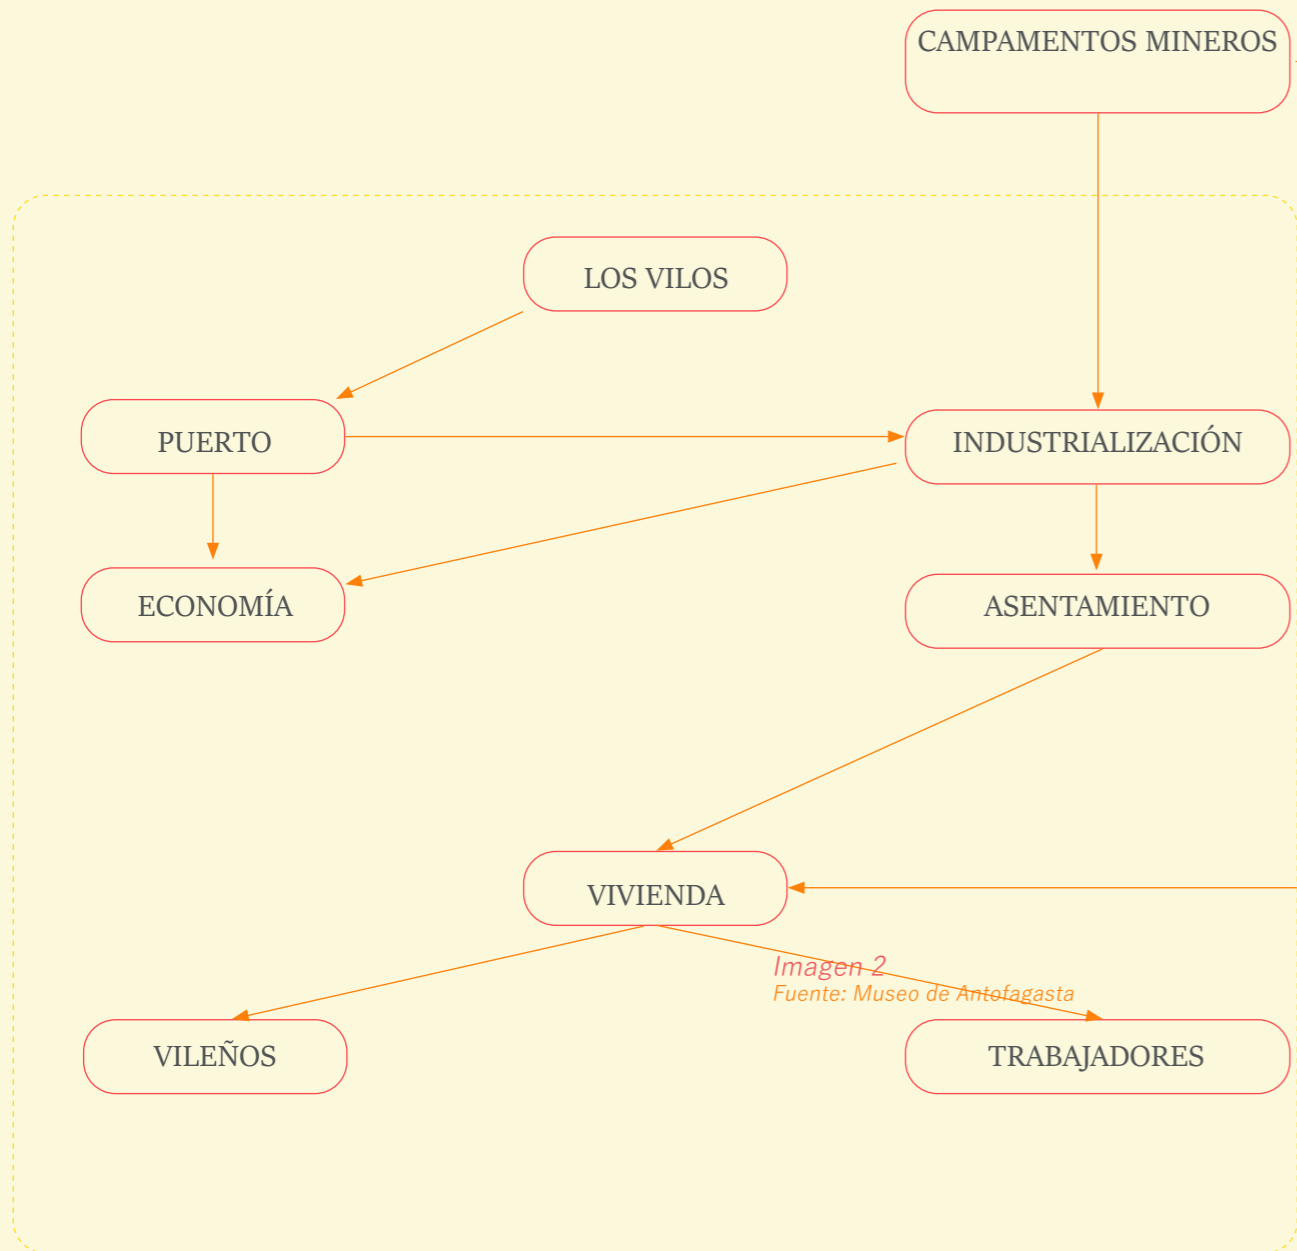 CAMPAMENTOS MINEROS
LOS VILOS
PUERTO
INDUSTRIALIZACIÓN
ECONOMÍA
ASENTAMIENTO
VIVIENDA
Imagen 2
Fuente: Museo de Antofagasta
VILEÑOS
TRABAJADORES